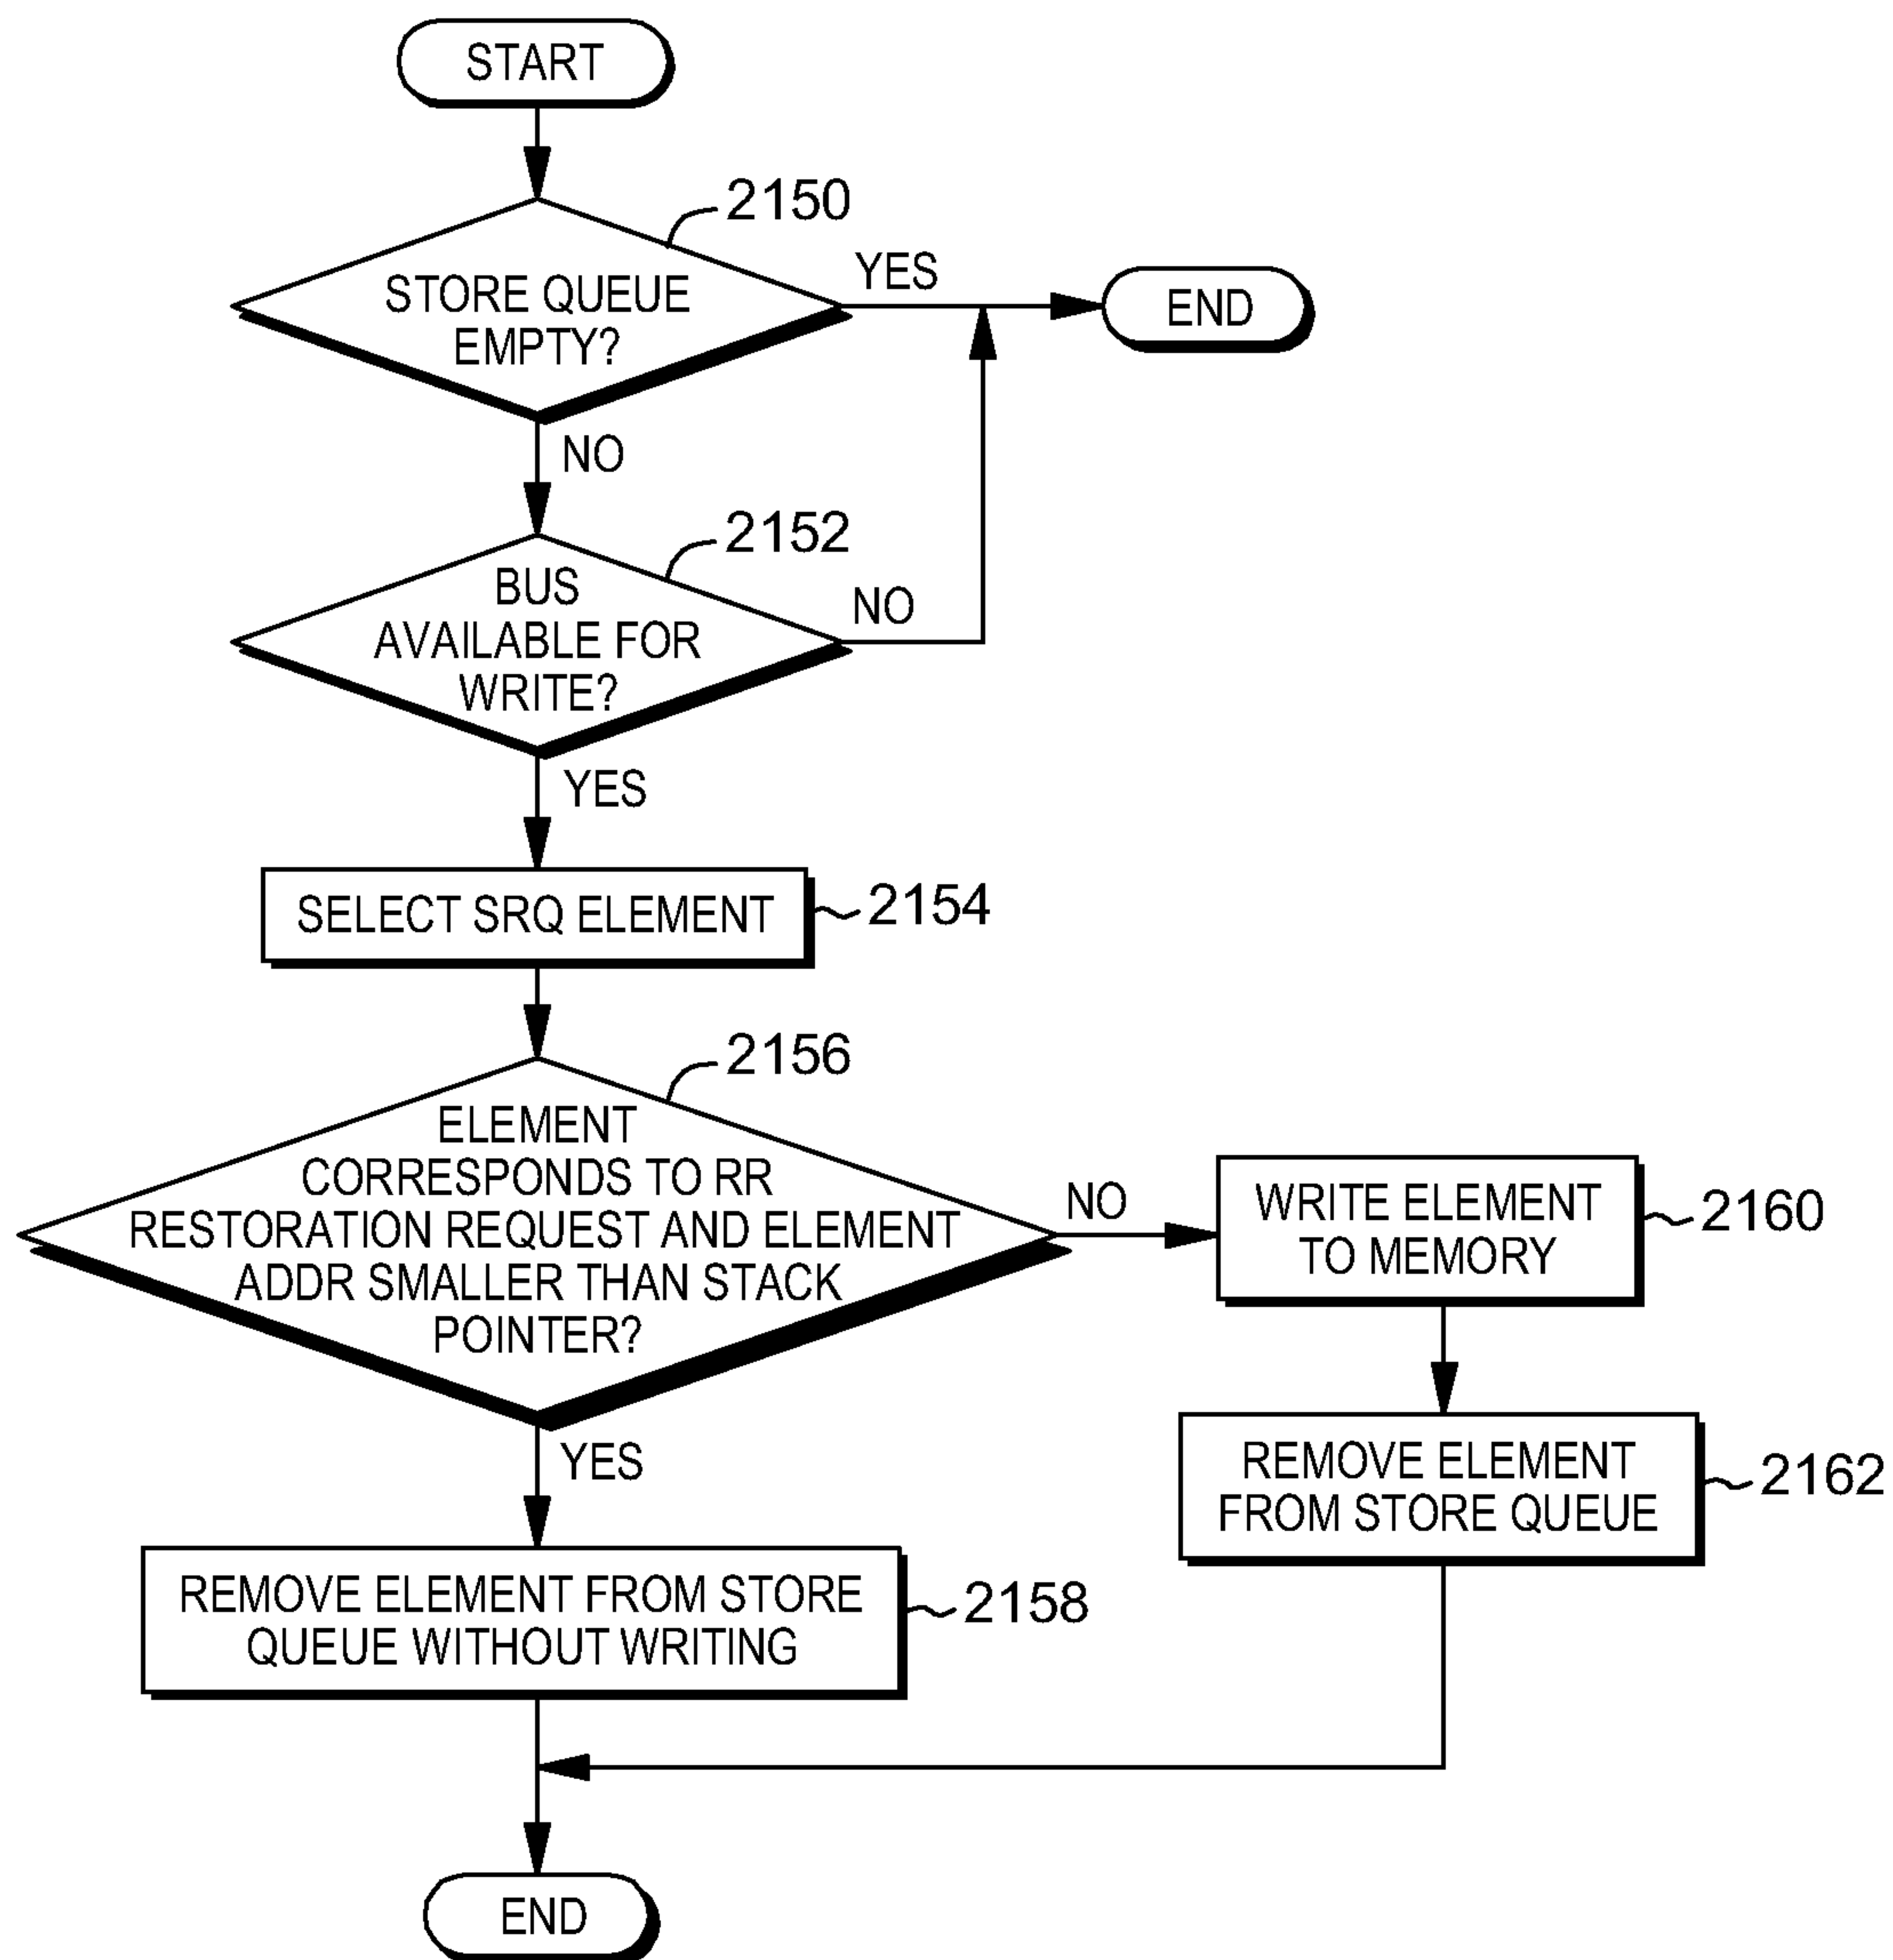 START
2150
STORE QUEUE
EMPTY?
YES
END
NO
2152
BUS
AVAILABLE FOR
WRITE?
NO
YES
SELECT SRQ ELEMENT
2154
2156
ELEMENT
CORRESPONDS TO RR
RESTORATION REQUEST AND ELEMENT
ADDR SMALLER THAN STACK
POINTER?
NO
WRITE ELEMENT
TO MEMORY
2160
YES
REMOVE ELEMENT
FROM STORE QUEUE
2162
REMOVE ELEMENT FROM STORE
QUEUE WITHOUT WRITING
2158
END